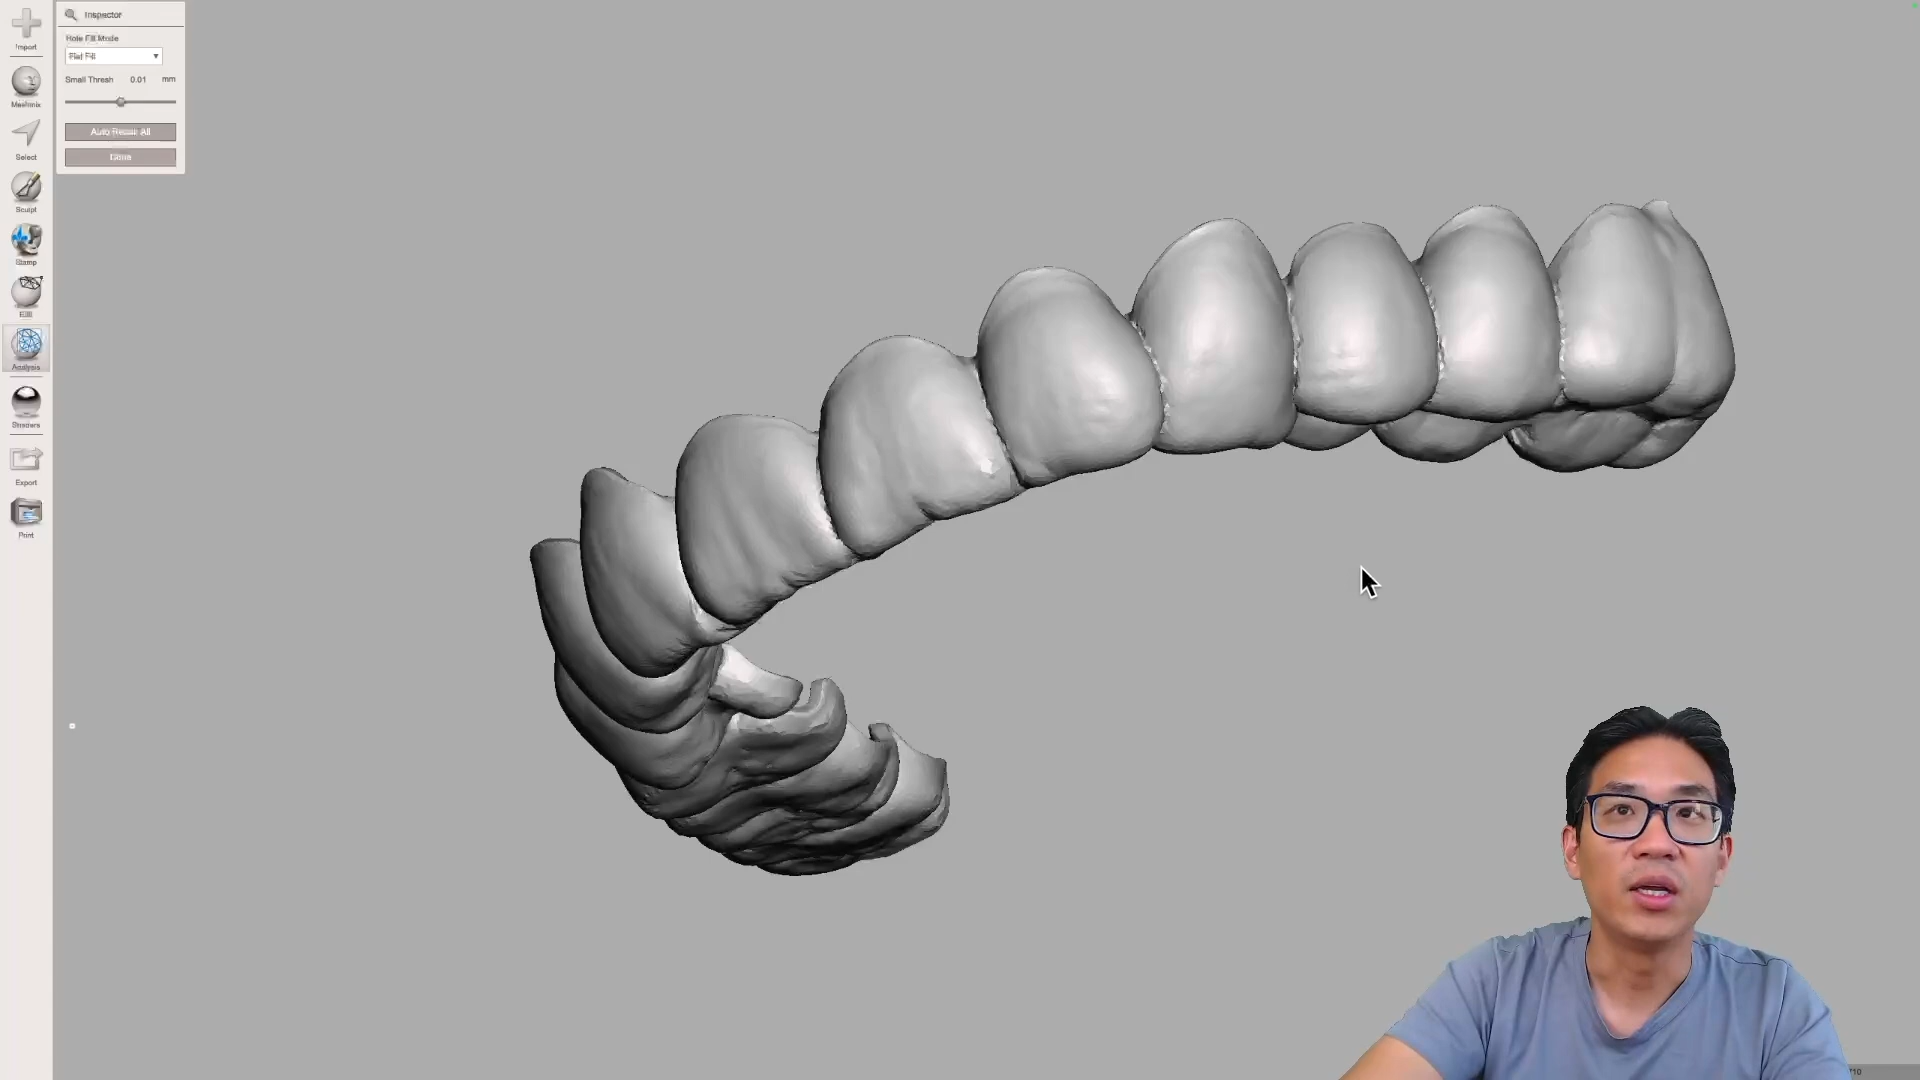 Import
Meshmix
Select
Sculpt
Stamp
Edit
Analysis
Shaders
Export
Print
Inspector
Hole Fill Mode
Flat Fill
Small Thresh 0.01 mm
Auto Repair All
Done